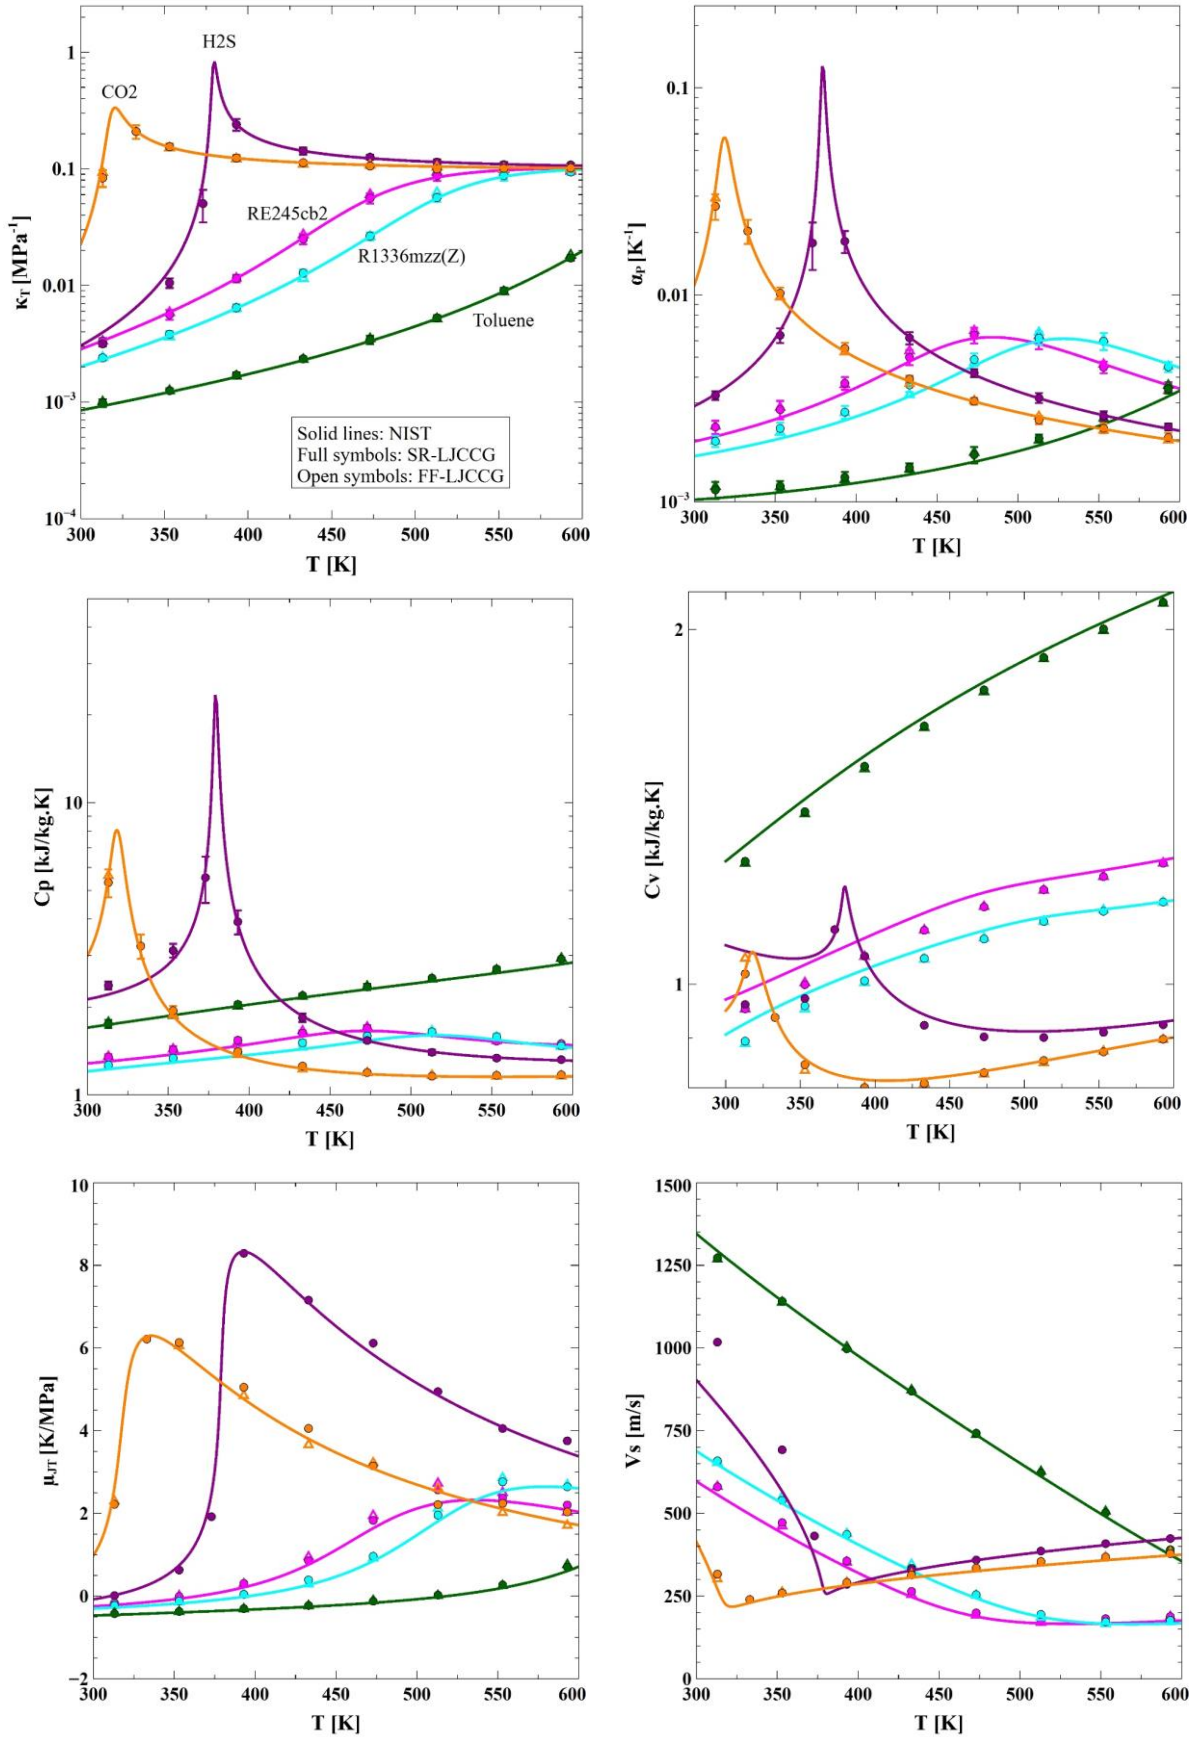 H2S
CO2
RE245cb2
R1336mzz(Z)
Toluene
Solid lines: NIST
Full symbols: SR-LJCCG
Open symbols: FF-LJCCG
κT [MPa⁻¹]
1
0.1
0.01
10⁻³
10⁻⁴
300 350 400 450 500 550 600
T [K]
αP [K⁻¹]
0.1
0.01
10⁻³
300 350 400 450 500 550 600
T [K]
Cp [kJ/kg.K]
10
1
300 350 400 450 500 550 600
T [K]
Cv [kJ/kg.K]
2
1
300 350 400 450 500 550 600
T [K]
μJT [K/MPa]
10
8
6
4
2
0
−2
300 350 400 450 500 550 600
T [K]
Vs [m/s]
1500
1250
1000
750
500
250
0
300 350 400 450 500 550 600
T [K]